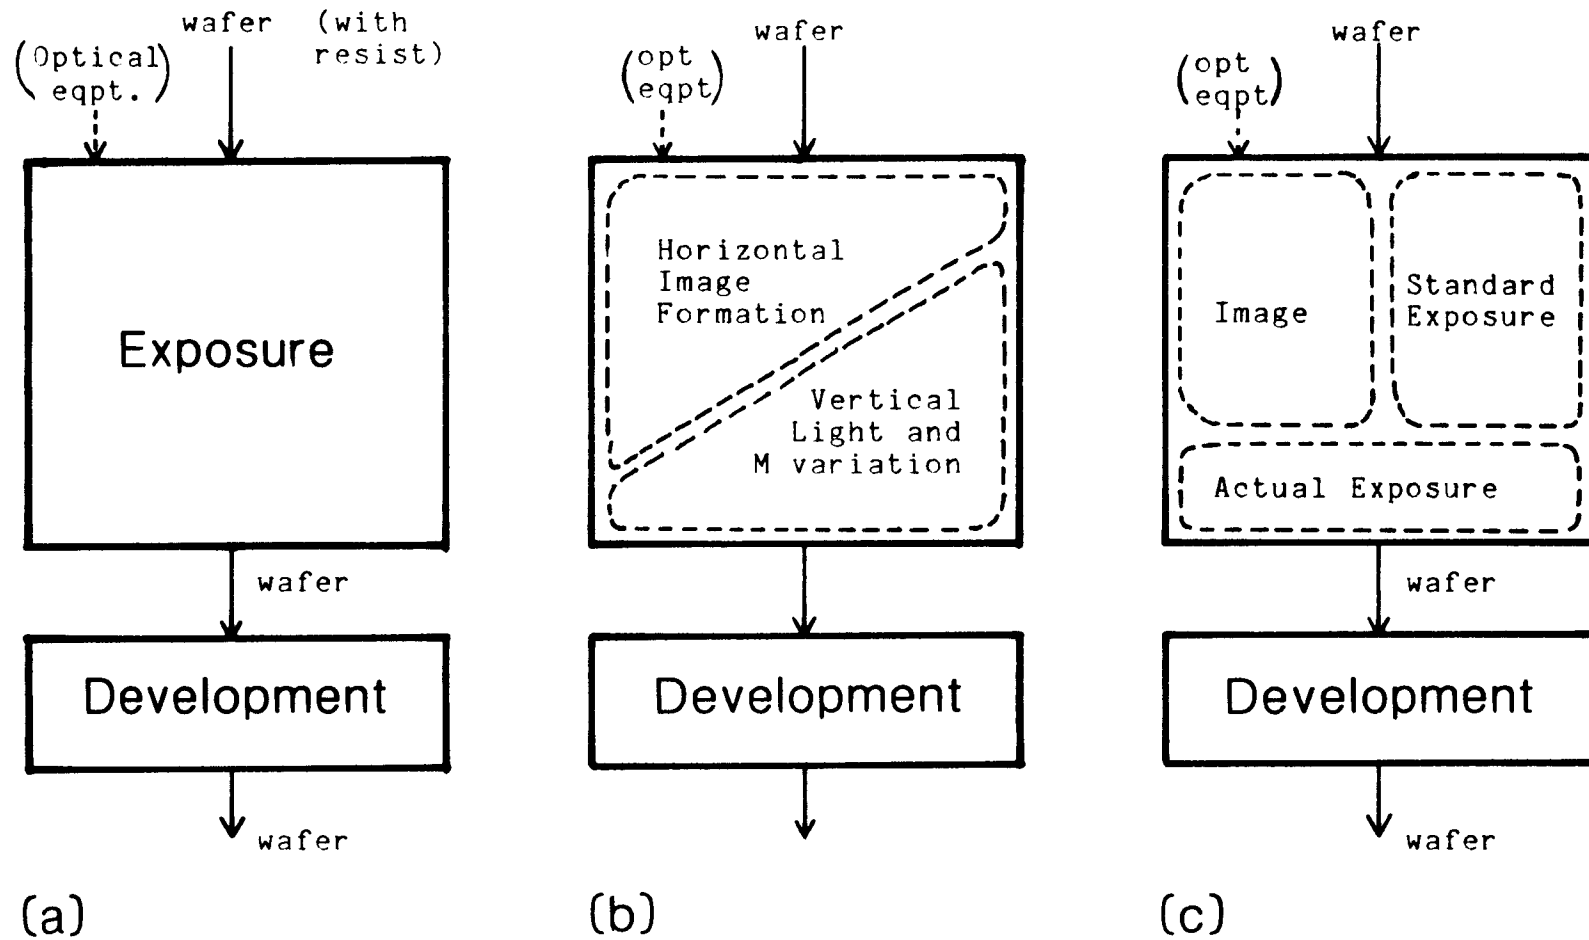 wafer (with
resist)
(Optical
eqpt.)
Exposure
wafer
Development
wafer
(a)
wafer
(opt
eqpt)
Horizontal
Image
Formation
Vertical
Light and
M variation
Development
(b)
wafer
(opt
eqpt)
Image
Standard
Exposure
Actual Exposure
wafer
Development
wafer
(c)